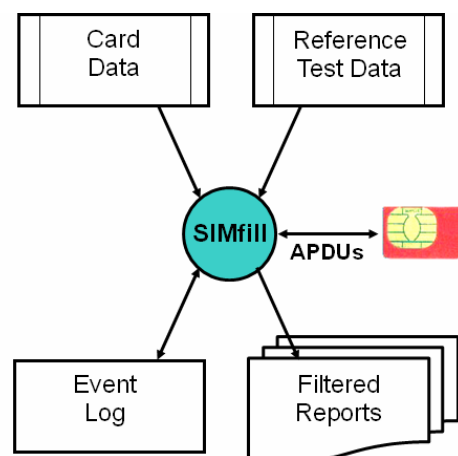 Card
Data
Reference
Test Data
SIMfill
APDUs
Event
Log
Filtered
Reports